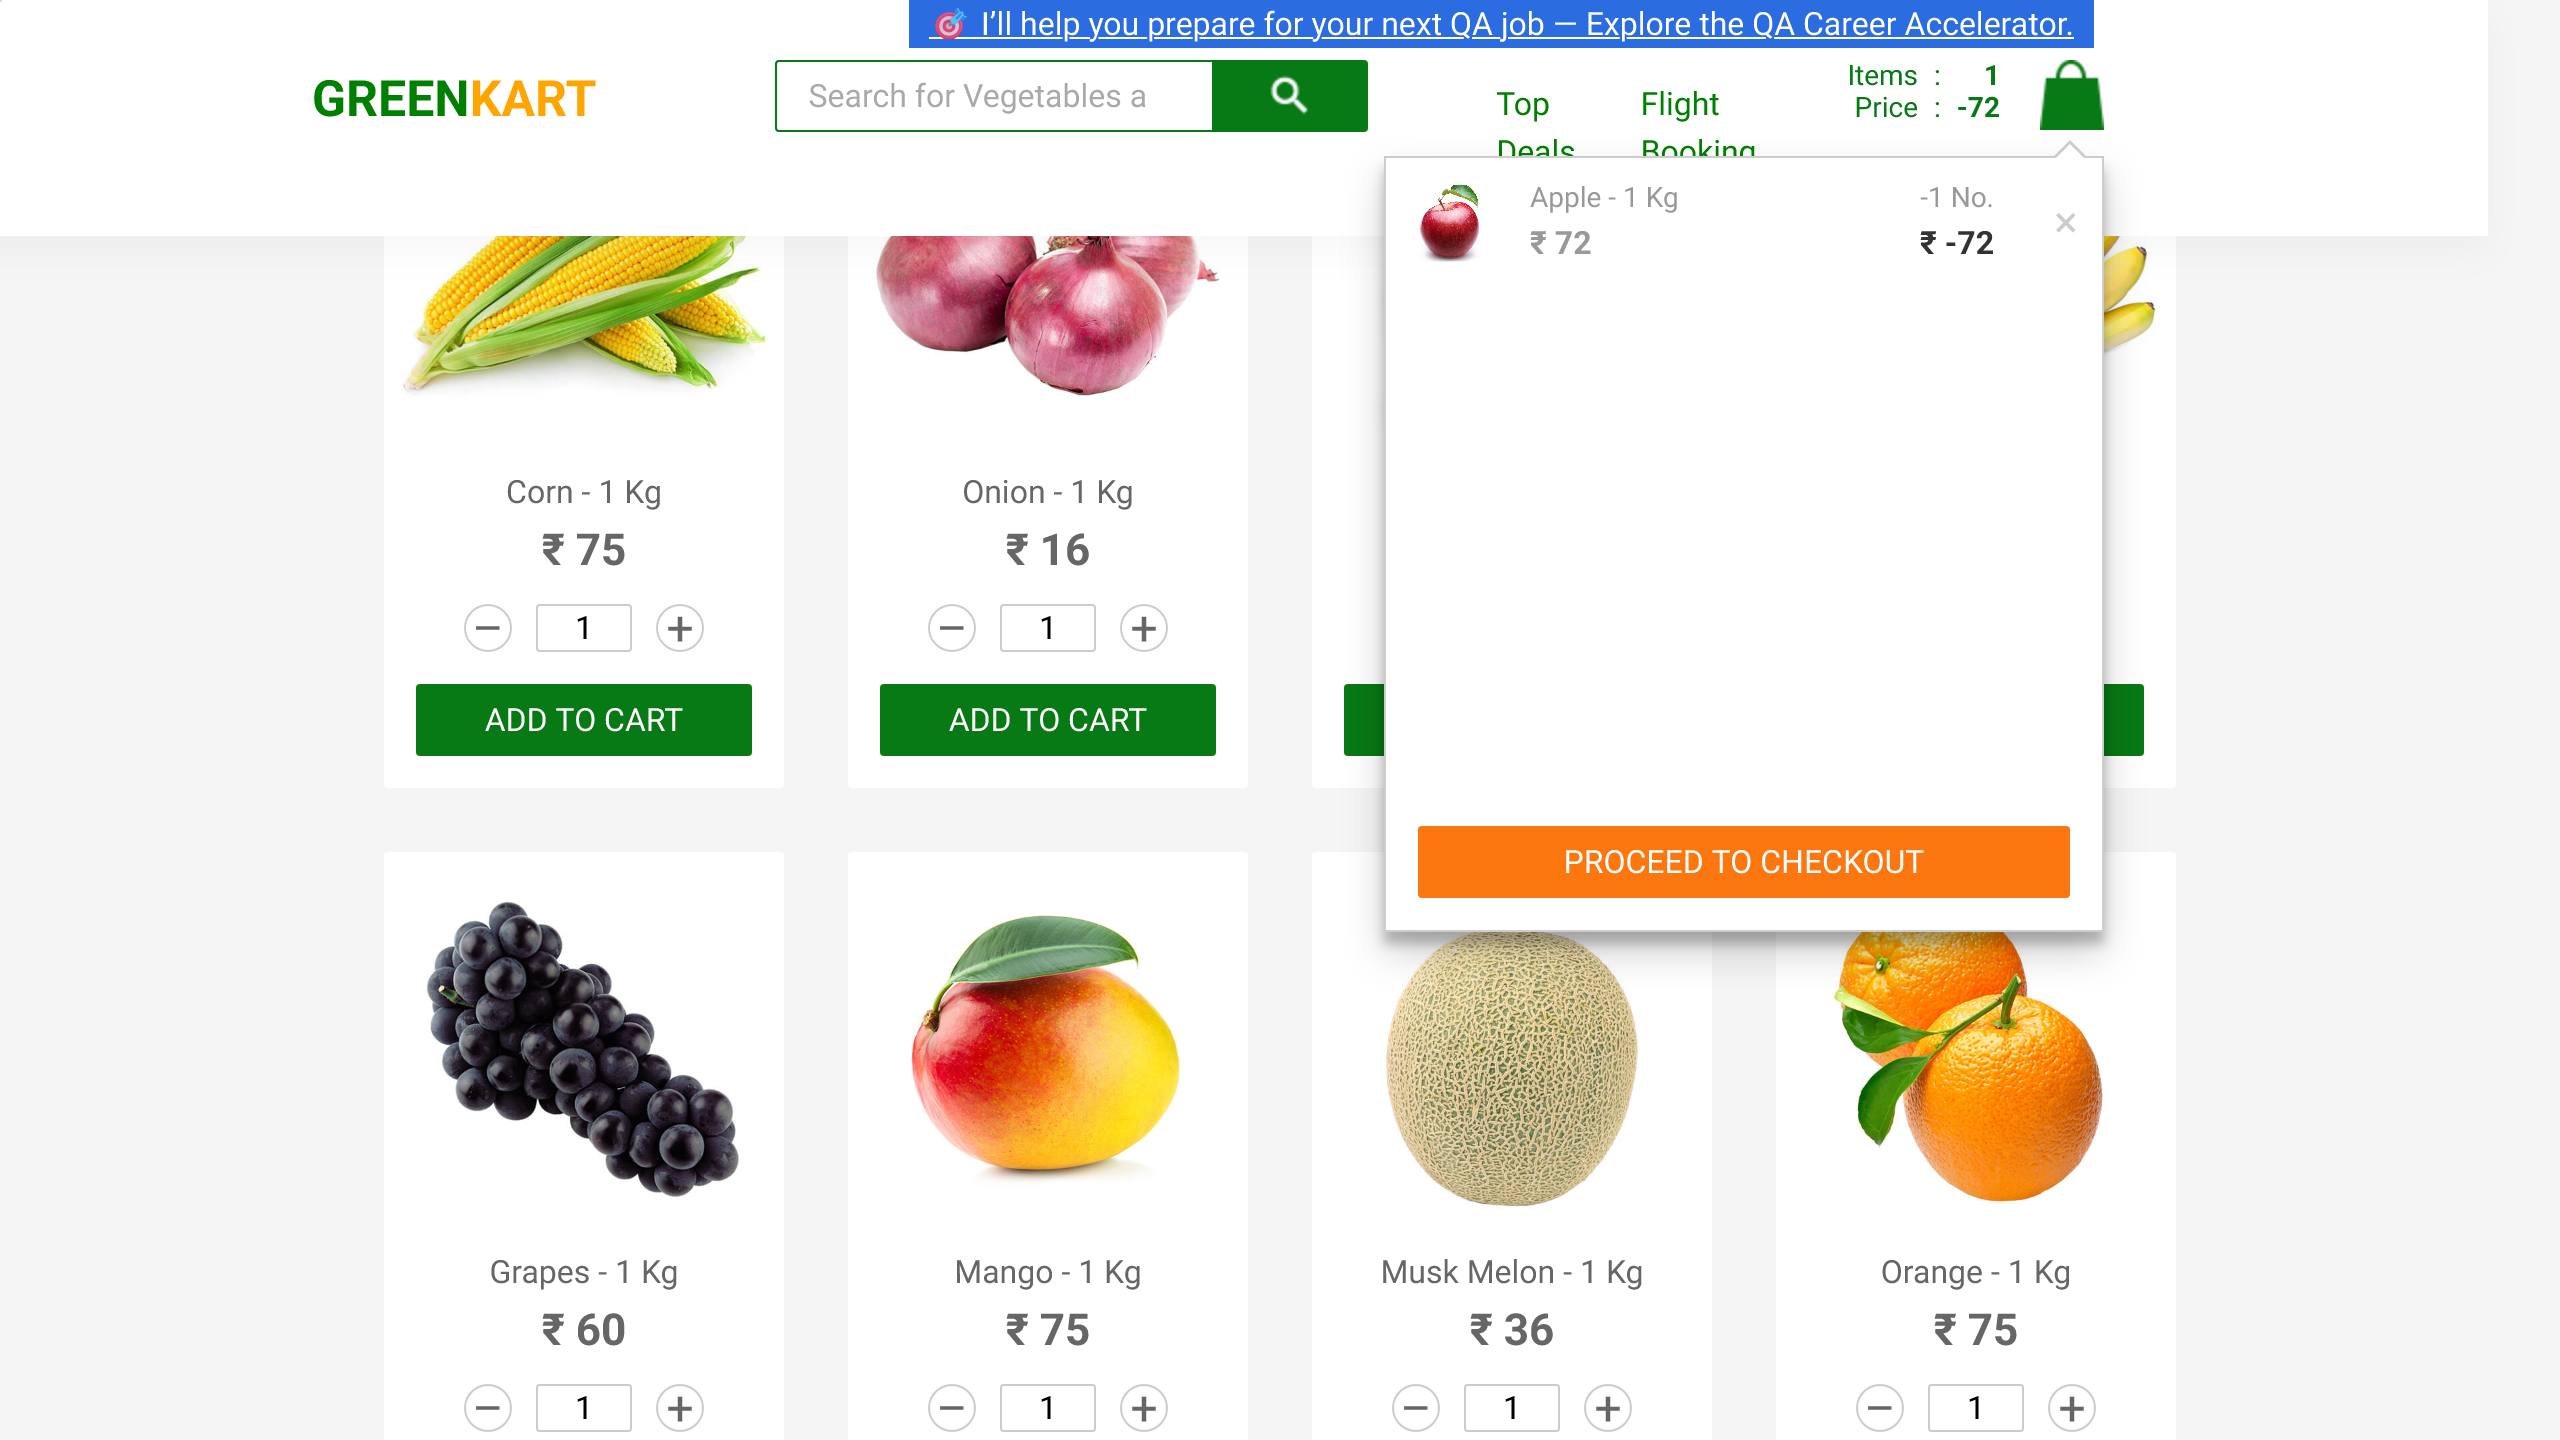 🎯 I’ll help you prepare for your next QA job — Explore the QA Career Accelerator.
GREENKART
Search for Vegetables a
Top
Deals
Flight
Booking
Items : 1
Price : -72
Apple - 1 Kg
₹ 72
-1 No.
₹ -72
×
PROCEED TO CHECKOUT
Corn - 1 Kg
₹ 75
− 1 +
ADD TO CART
Onion - 1 Kg
₹ 16
− 1 +
ADD TO CART
Grapes - 1 Kg
₹ 60
− 1 +
Mango - 1 Kg
₹ 75
− 1 +
Musk Melon - 1 Kg
₹ 36
− 1 +
Orange - 1 Kg
₹ 75
− 1 +